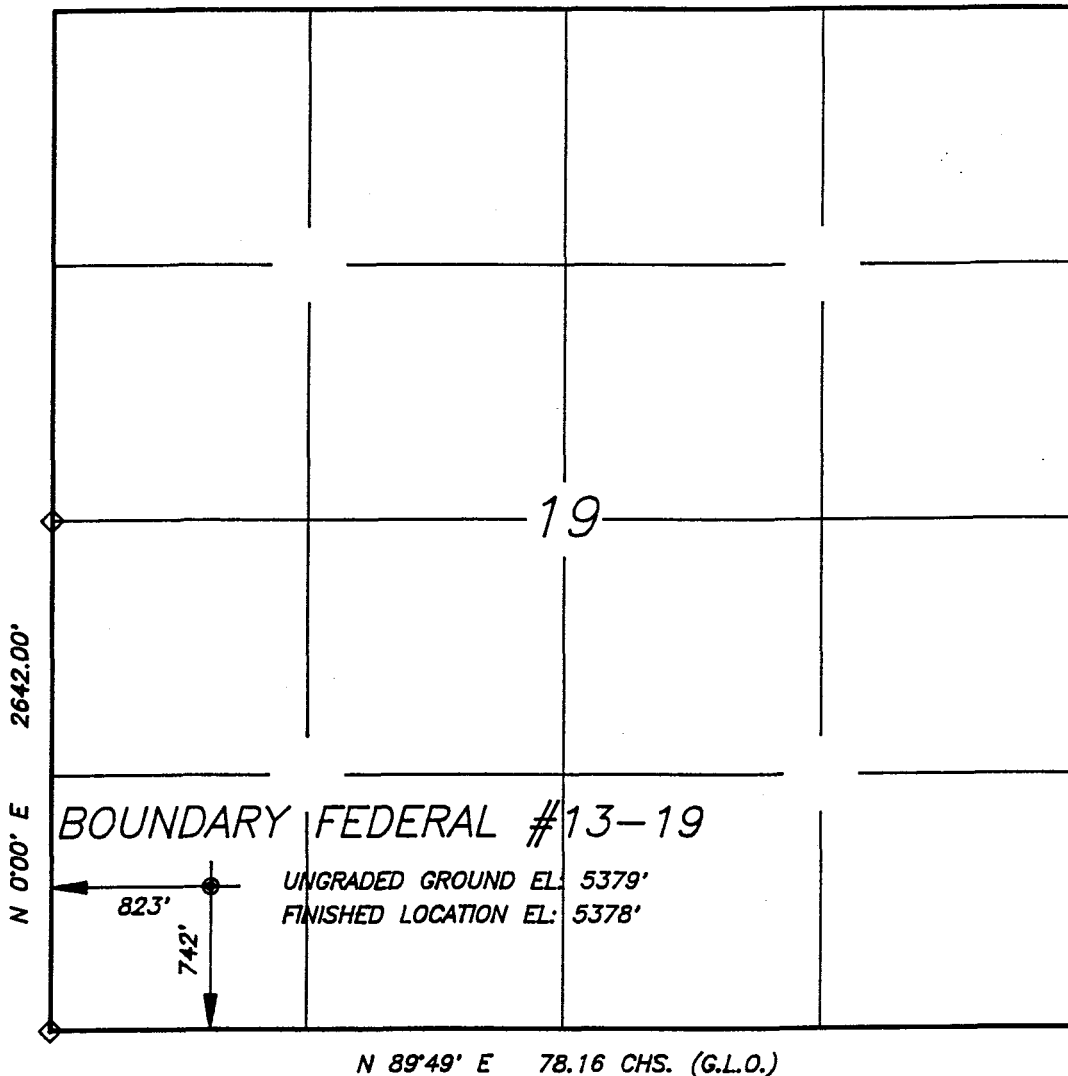 19
N 0°00' E 2642.00'
BOUNDARY FEDERAL #13-19
UNGRADED GROUND EL: 5379'
FINISHED LOCATION EL: 5378'
823'
742'
N 89°49' E 78.16 CHS. (G.L.O.)